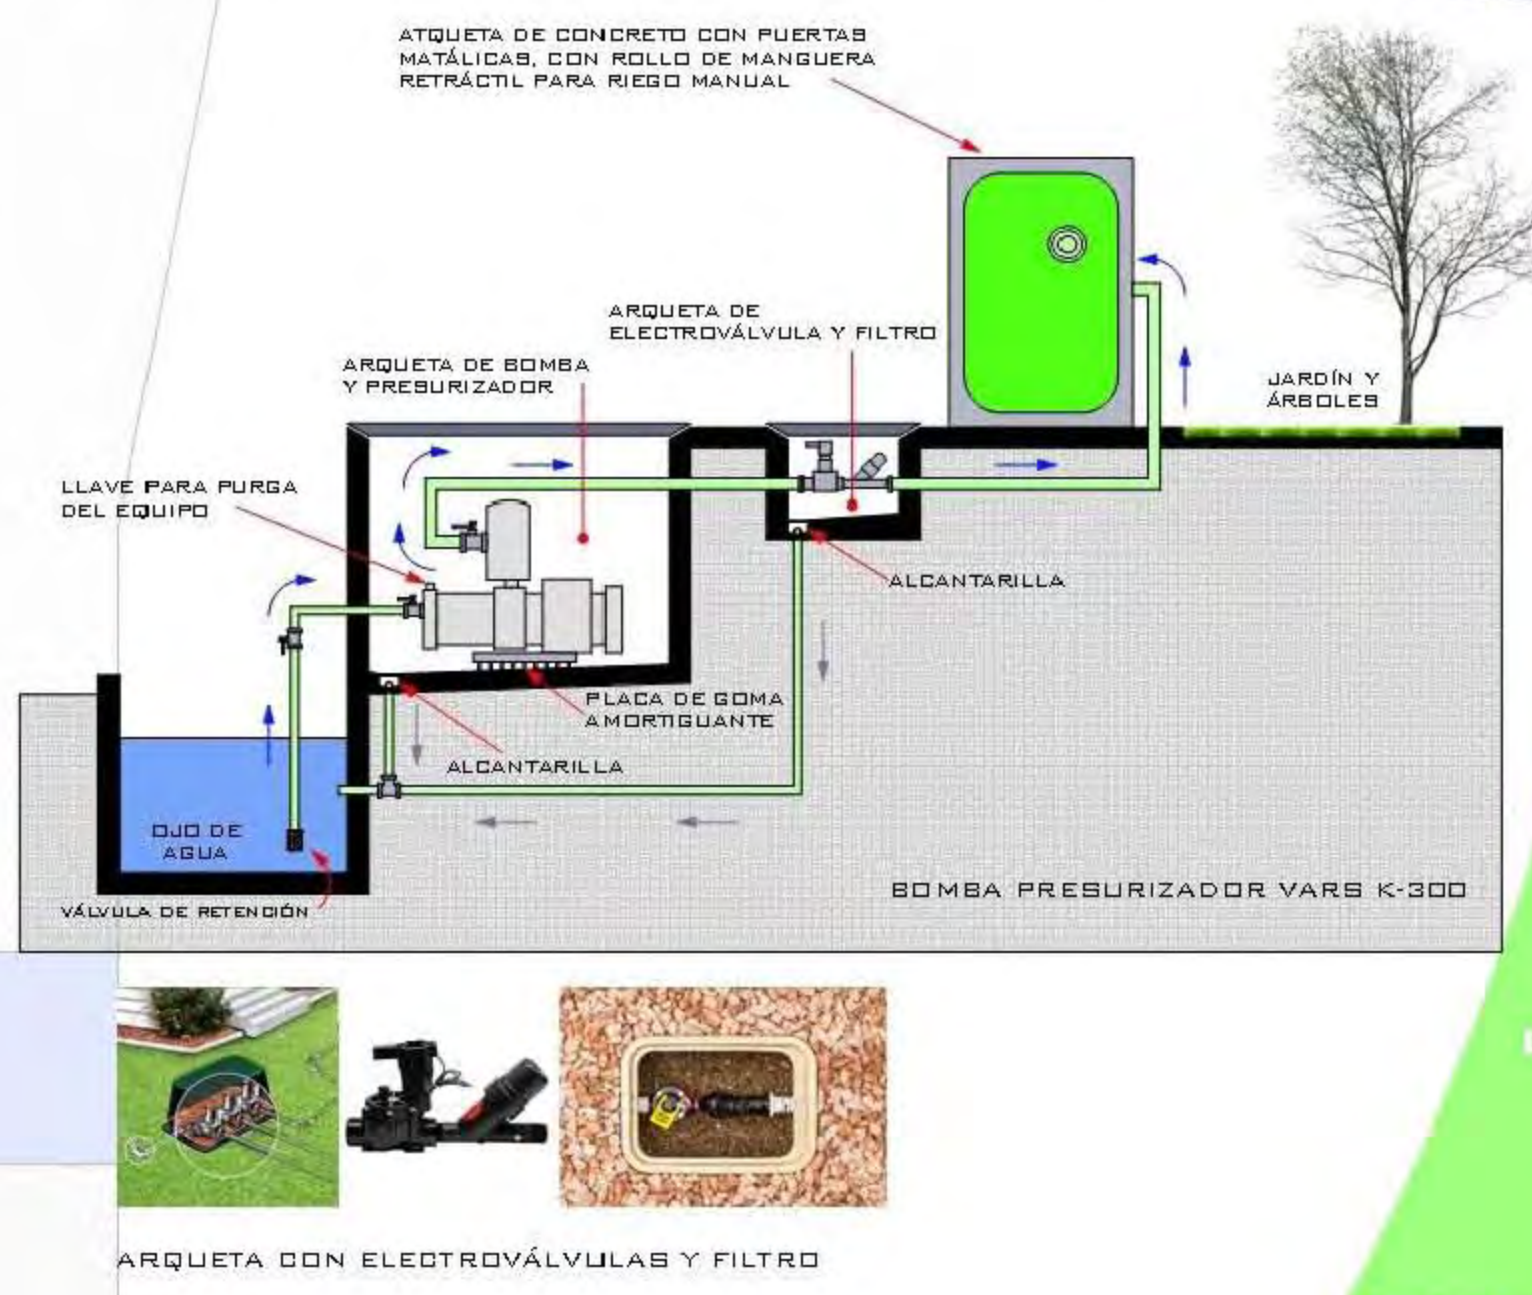 ATQUETA DE CONCRETO CON PUERTAS
MATÁLICAS, CON ROLLO DE MANGUERA
RETRÁCTIL PARA RIEGO MANUAL
ARQUETA DE
ELECTROVÁLVULA Y FILTRO
ARQUETA DE BOMBA
Y PRESURIZADOR
JARDÍN Y
ÁRBOLES
LLAVE PARA PURGA
DEL EQUIPO
ALCANTARILLA
PLACA DE GOMA
AMORTIGUANTE
ALCANTARILLA
OJO DE
AGUA
VÁLVULA DE RETENCIÓN
BOMBA PRESURIZADOR VARS K-300
ARQUETA CON ELECTROVÁLVULAS Y FILTRO